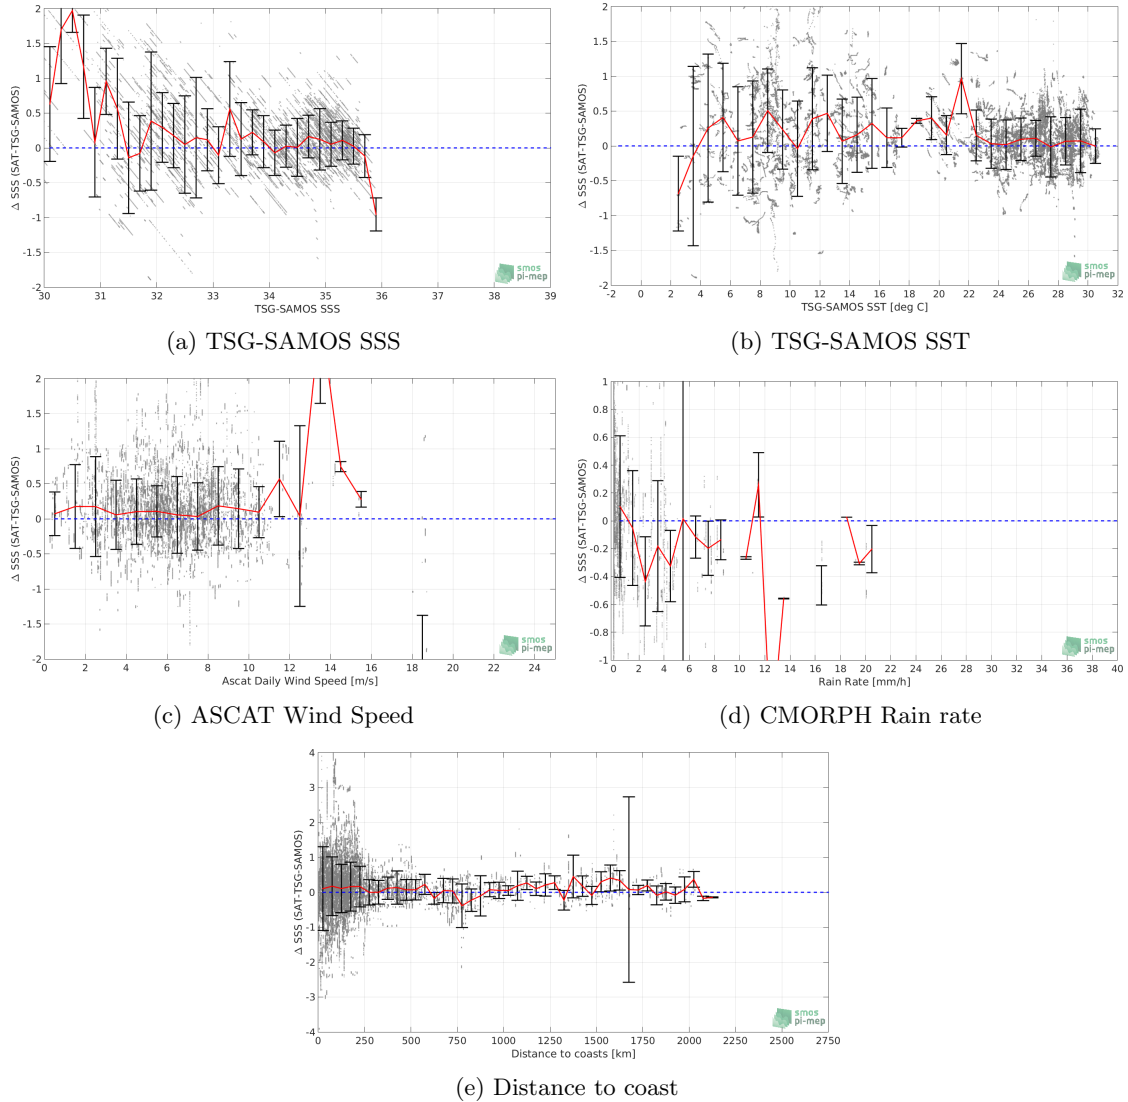 2
1.5
1
0.5
0
-0.5
-1
-1.5
-2
Δ SSS (SAT-TSG-SAMOS)
30 31 32 33 34 35 36 37 38 39
TSG-SAMOS SSS
smos
pi-mep
(a) TSG-SAMOS SSS
2
1.5
1
0.5
0
-0.5
-1
-1.5
-2
Δ SSS (SAT-TSG-SAMOS)
-2 0 2 4 6 8 10 12 14 16 18 20 22 24 26 28 30 32
TSG-SAMOS SST [deg C]
smos
pi-mep
(b) TSG-SAMOS SST
2
1.5
1
0.5
0
-0.5
-1
-1.5
-2
Δ SSS (SAT-TSG-SAMOS)
0 2 4 6 8 10 12 14 16 18 20 22 24
Ascat Daily Wind Speed [m/s]
smos
pi-mep
(c) ASCAT Wind Speed
1
0.8
0.6
0.4
0.2
0
-0.2
-0.4
-0.6
-0.8
-1
Δ SSS (SAT-TSG-SAMOS)
0 2 4 6 8 10 12 14 16 18 20 22 24 26 28 30 32 34 36 38 40
Rain Rate [mm/h]
smos
pi-mep
(d) CMORPH Rain rate
4
3
2
1
0
-1
-2
-3
-4
Δ SSS (SAT-TSG-SAMOS)
0 250 500 750 1000 1250 1500 1750 2000 2250 2500 2750
Distance to coasts [km]
smos
pi-mep
(e) Distance to coast